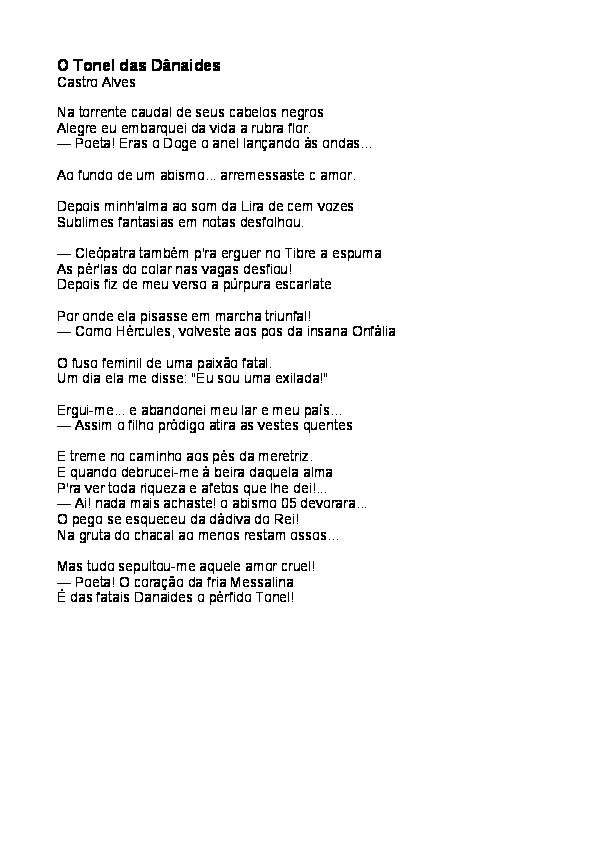 O Tonel das Dânaides
Castro Alves
Na torrente caudal de seus cabelos negros
Alegre eu embarquei da vida a rubra flor.
— Poeta! Eras o Doge o anel lançando às ondas...
Ao fundo de um abismo... arremessaste o amor.
Depois minh'alma ao som da Lira de cem vozes
Sublimes fantasias em notas desfolhou.
— Cleópatra também p'ra erguer no Tibre a espuma
As pér'las do colar nas vagas desfiou!
Depois fiz de meu verso a púrpura escarlate
Por onde ela pisasse em marcha triunfal!
— Como Hércules, volveste aos pos da insana Onfália
O fuso feminil de uma paixão fatal.
Um dia ela me disse: "Eu sou uma exilada!"
Ergui-me... e abandonei meu lar e meu país...
— Assim o filho pródigo atira as vestes quentes
E treme no caminho aos pés da meretriz.
E quando debrucei-me à beira daquela alma
P'ra ver toda riqueza e afetos que lhe dei!...
— Ai! nada mais achaste! o abismo 05 devorara...
O pego se esqueceu da dádiva do Rei!
Na gruta do chacal ao menos restam ossos...
Mas tudo sepultou-me aquele amor cruel!
— Poeta! O coração da fria Messalina
É das fatais Danaides o pérfido Tonel!